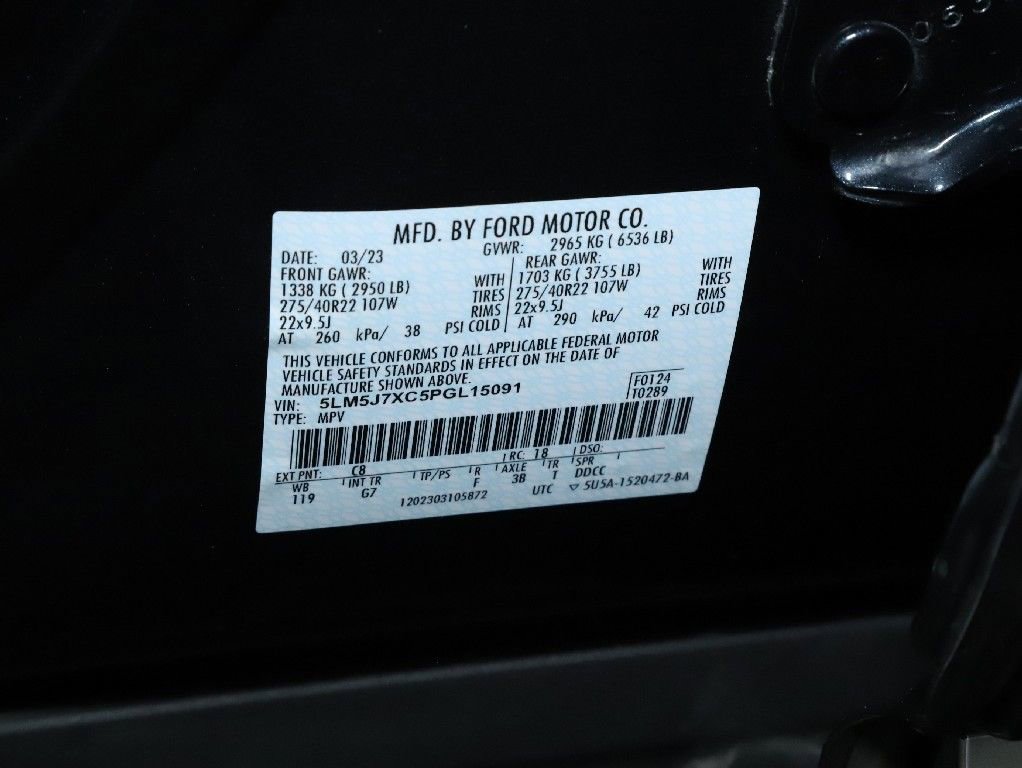 055
MFD. BY FORD MOTOR CO.
DATE: 03/23 GVWR: 2965 KG ( 6536 LB)
FRONT GAWR: REAR GAWR:
1338 KG ( 2950 LB) WITH 1703 KG ( 3755 LB) WITH
275/40R22 107W TIRES 275/40R22 107W TIRES
22x9.5J RIMS 22x9.5J RIMS
AT 260 kPa/ 38 PSI COLD AT 290 kPa/ 42 PSI COLD
THIS VEHICLE CONFORMS TO ALL APPLICABLE FEDERAL MOTOR
VEHICLE SAFETY STANDARDS IN EFFECT ON THE DATE OF
MANUFACTURE SHOWN ABOVE.
VIN: 5LM5J7XC5PGL15091 F0124
TYPE: MPV T0289
EXT PNT: C8 RC: 18 DSO:
WB INT TR TP/PS R AXLE TR SPR
119 G7 F 3B T DDCC
1202303105872 UTC ▽ 5U5A-1520472-BA